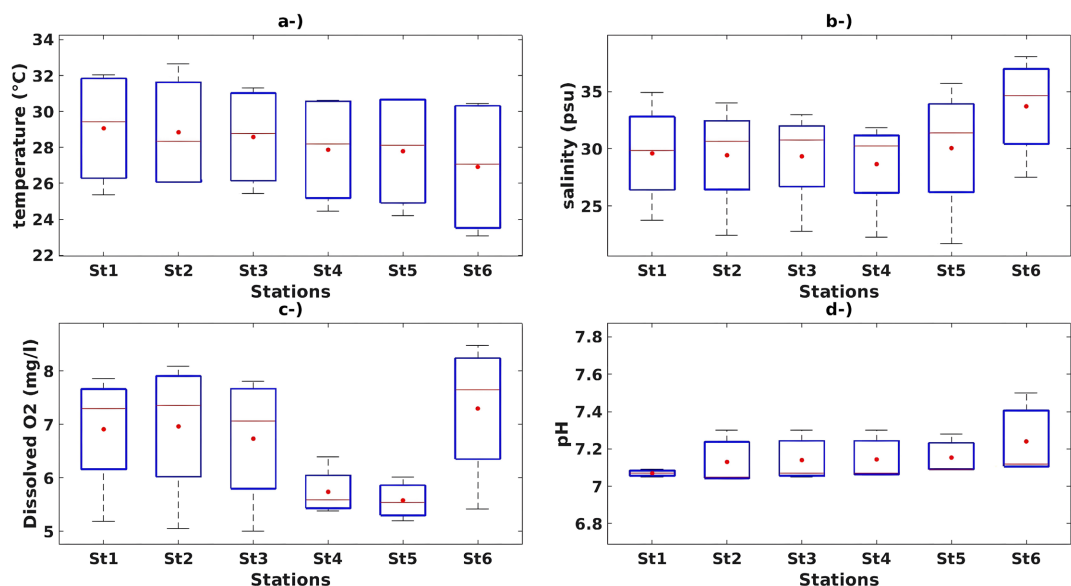 a-)
34
32
30
28
26
24
22
temperature (°C)
St1 St2 St3 St4 St5 St6
Stations
b-)
35
30
25
salinity (psu)
St1 St2 St3 St4 St5 St6
Stations
c-)
8
7
6
5
Dissolved O2 (mg/l)
St1 St2 St3 St4 St5 St6
Stations
d-)
7.8
7.6
7.4
7.2
7
6.8
pH
St1 St2 St3 St4 St5 St6
Stations